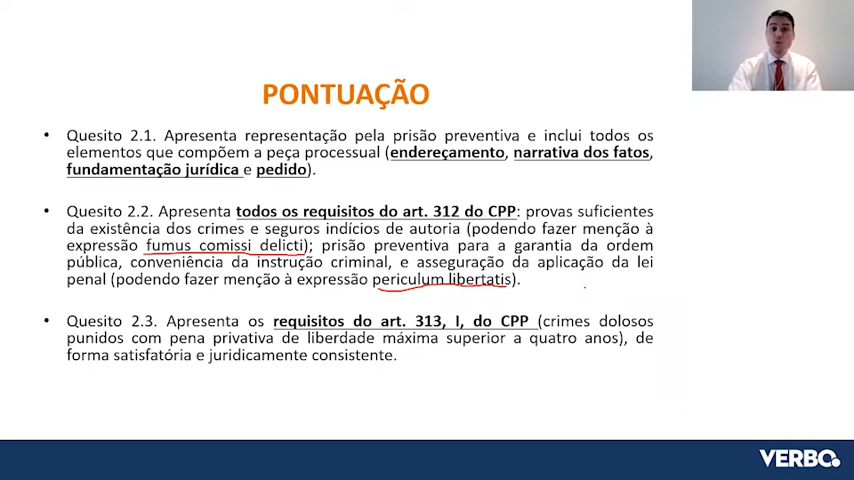 PONTUAÇÃO
• Quesito 2.1. Apresenta representação pela prisão preventiva e inclui todos os
elementos que compõem a peça processual (endereçamento, narrativa dos fatos,
fundamentação jurídica e pedido).
• Quesito 2.2. Apresenta todos os requisitos do art. 312 do CPP: provas suficientes
da existência dos crimes e seguros indícios de autoria (podendo fazer menção à
expressão fumus comissi delicti); prisão preventiva para a garantia da ordem
pública, conveniência da instrução criminal, e asseguração da aplicação da lei
penal (podendo fazer menção à expressão periculum libertatis).
• Quesito 2.3. Apresenta os requisitos do art. 313, I, do CPP (crimes dolosos
punidos com pena privativa de liberdade máxima superior a quatro anos), de
forma satisfatória e juridicamente consistente.
VERBO